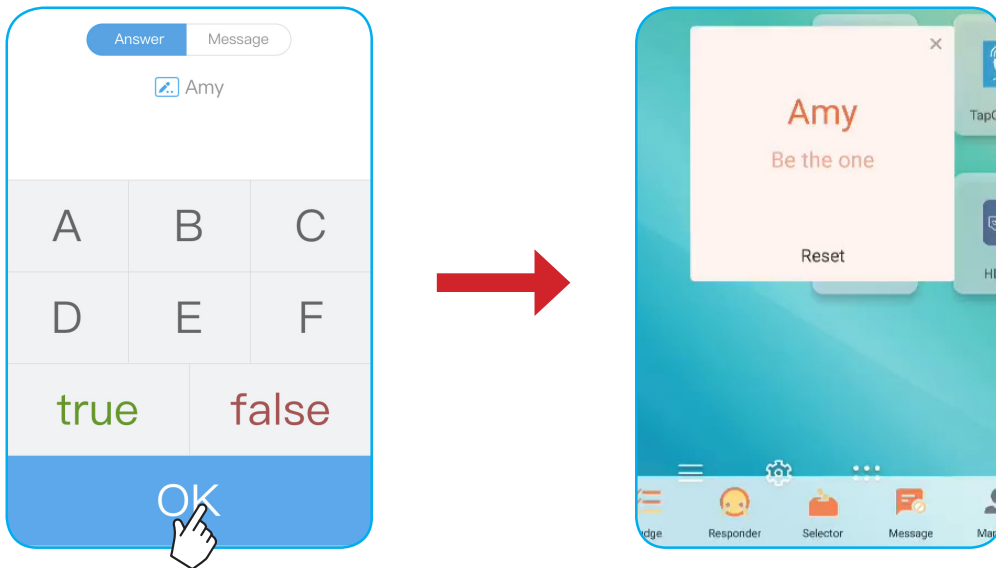 Answer Message
Amy
A B C
D E F
true false
OK
Amy
Be the one
Reset
Responder Selector Message